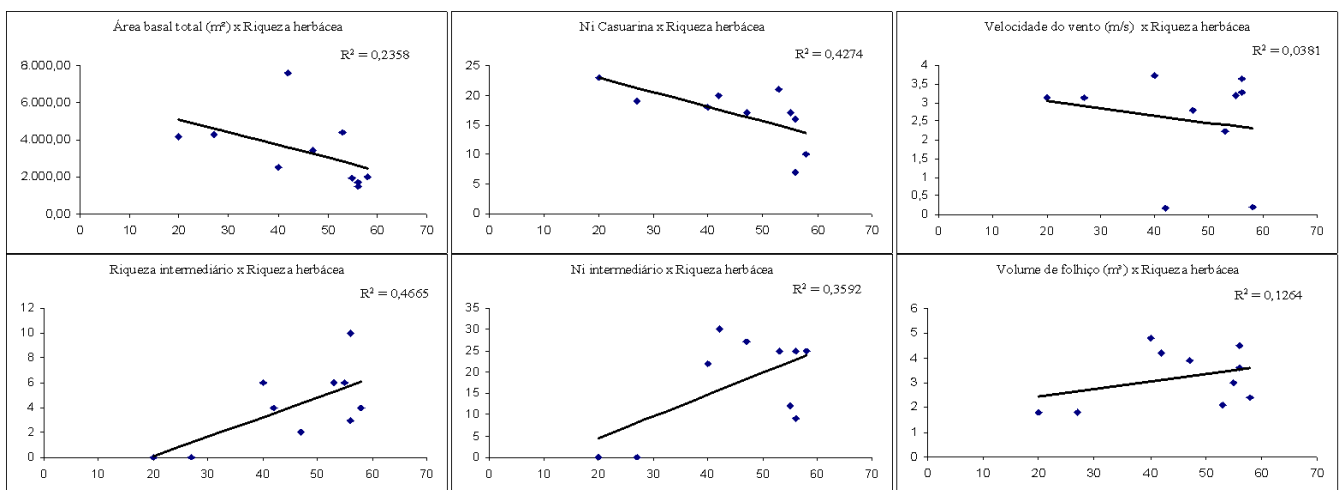 Área basal total (m²) x Riqueza herbácea
R² = 0,2358
8.000,00
6.000,00
4.000,00
2.000,00
0,00
0 10 20 30 40 50 60 70
Ni Casuarina x Riqueza herbácea
R² = 0,4274
25
20
15
10
5
0
0 10 20 30 40 50 60 70
Velocidade do vento (m/s) x Riqueza herbácea
R² = 0,0381
4
3,5
3
2,5
2
1,5
1
0,5
0
0 10 20 30 40 50 60 70
Riqueza intermediário x Riqueza herbácea
R² = 0,4665
12
10
8
6
4
2
0
0 10 20 30 40 50 60 70
Ni intermediário x Riqueza herbácea
R² = 0,3592
35
30
25
20
15
10
5
0
0 10 20 30 40 50 60 70
Volume de folhiço (m³) x Riqueza herbácea
R² = 0,1264
6
5
4
3
2
1
0
0 10 20 30 40 50 60 70